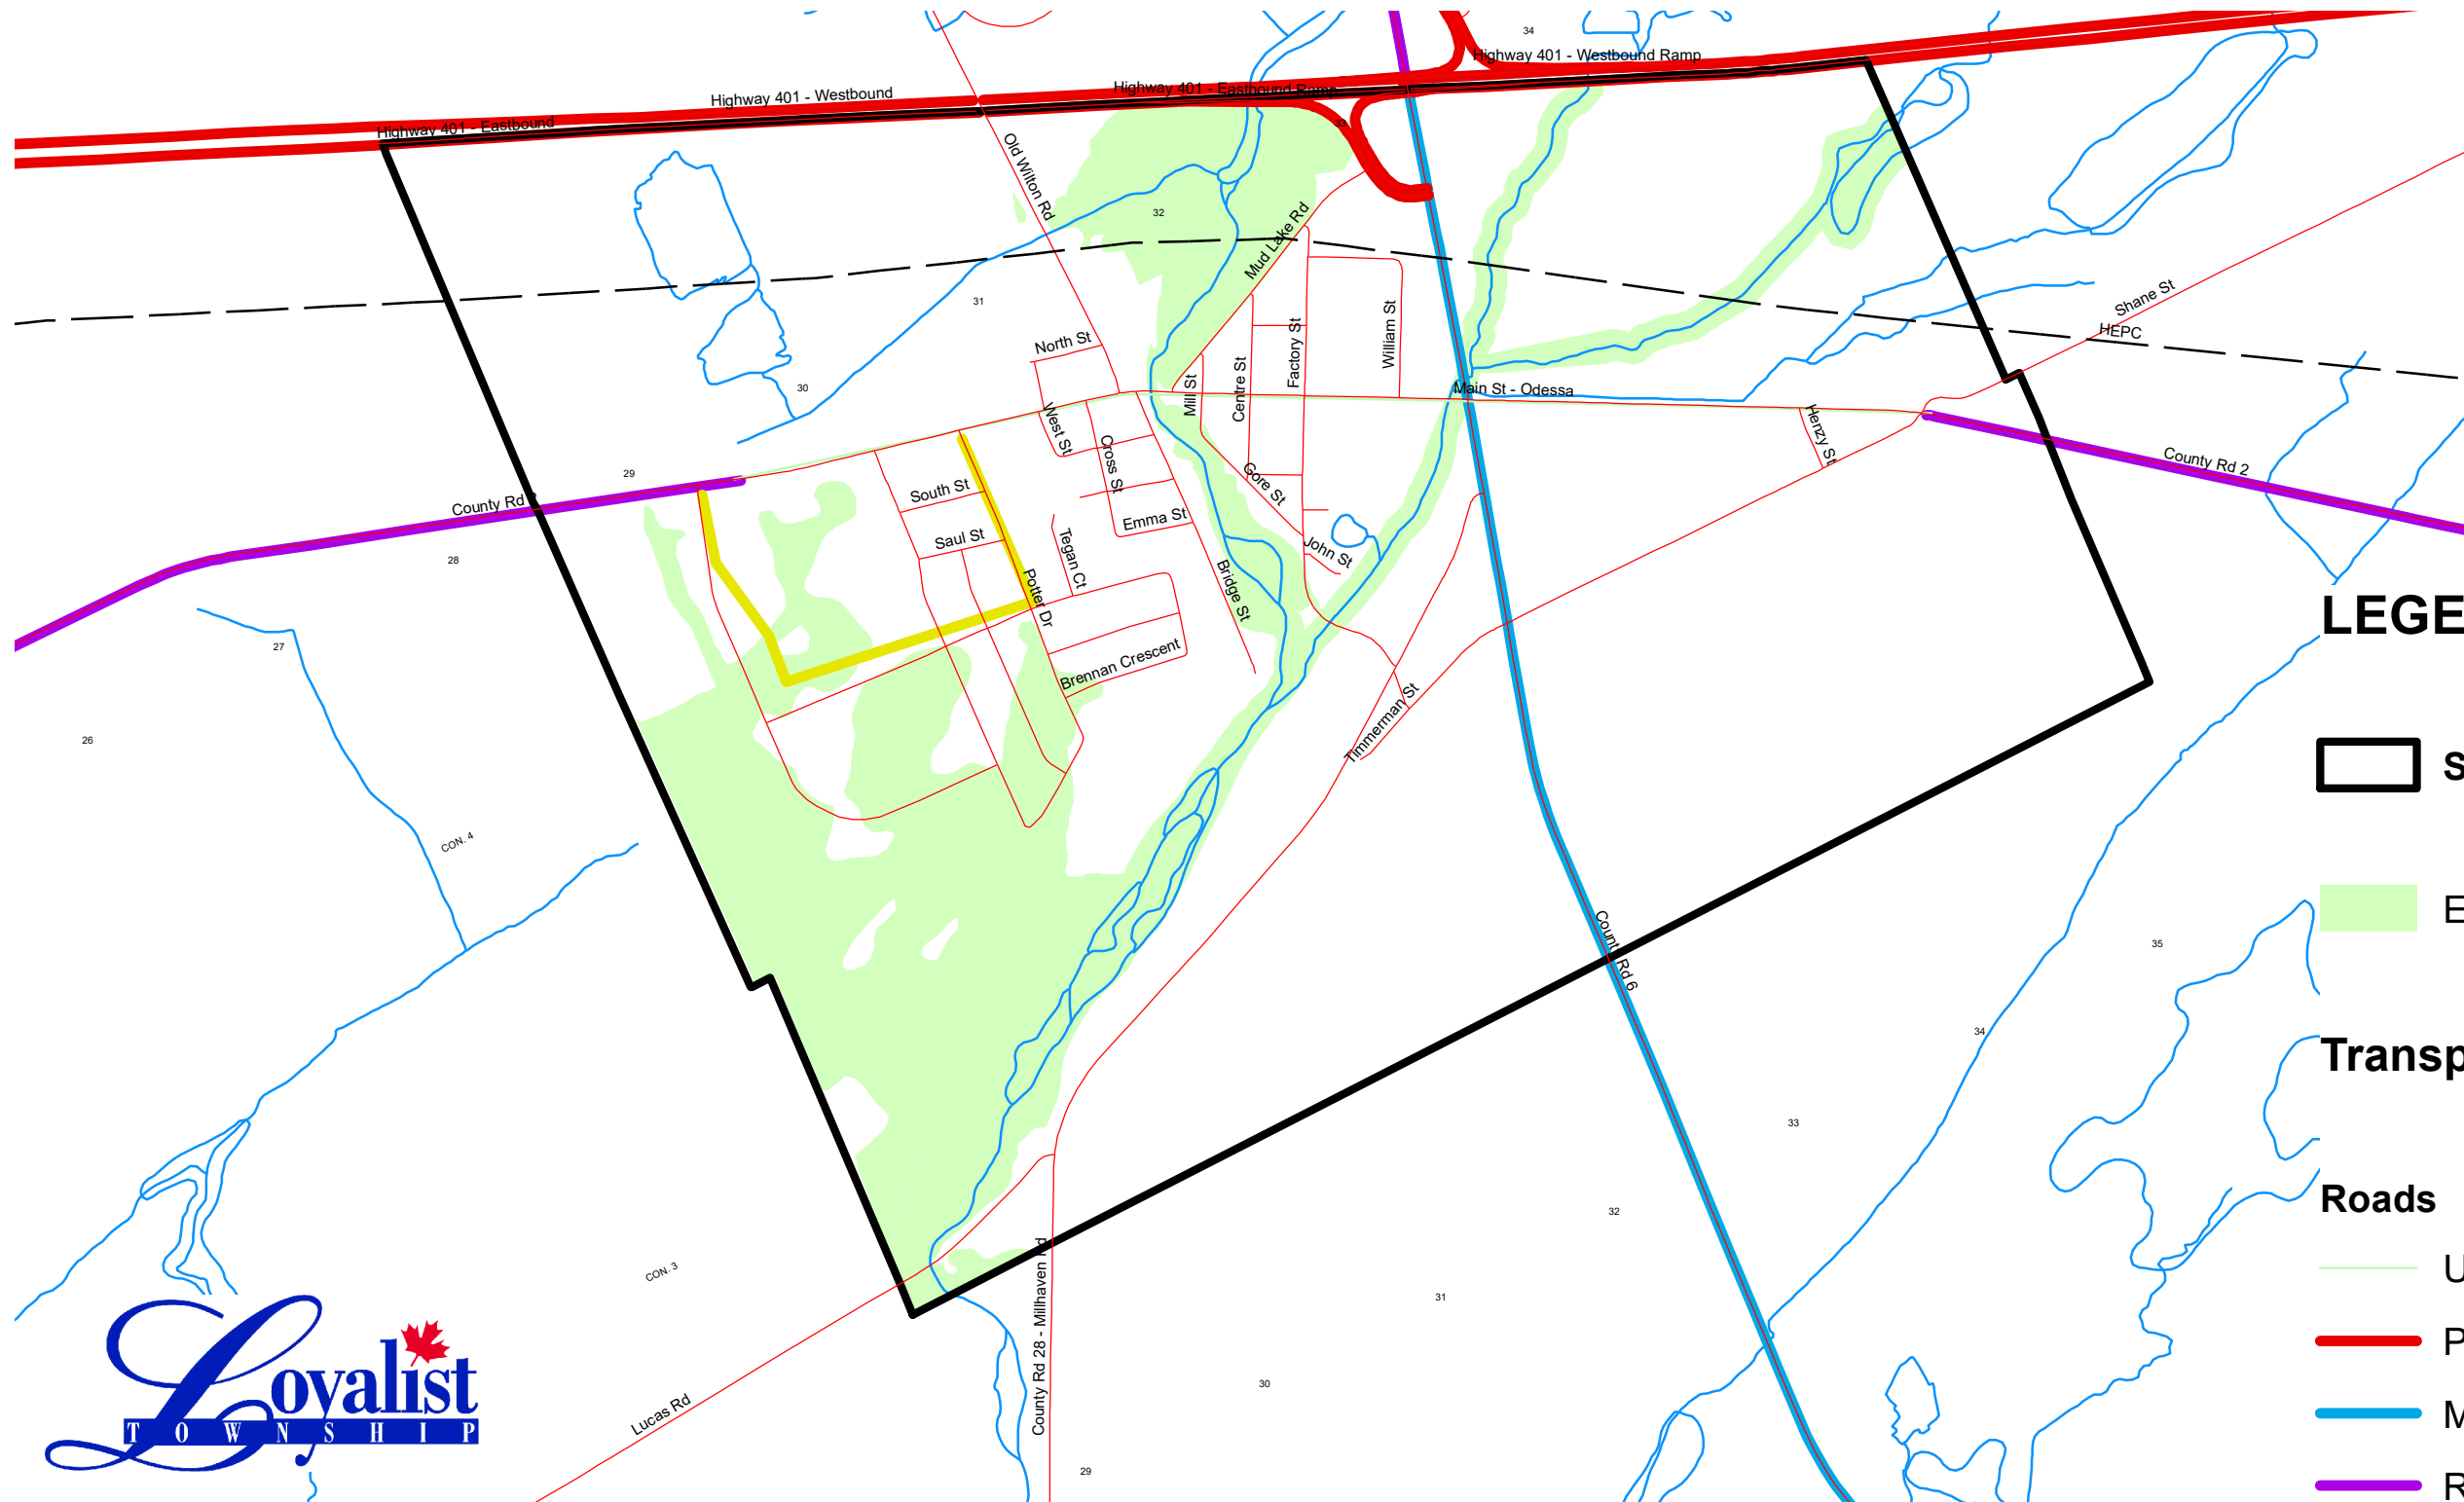 34
Highway 401 - Westbound Ramp
Highway 401 - Eastbound Ramp
Highway 401 - Westbound
Highway 401 - Eastbound
33
Old Wilton Rd
32
Mud Lake Rd
31
Shane St
HEPC
North St
William St
Factory St
Centre St
Mill St
30
Main St - Odessa
West St
Cross St
Henzy St
29
County Rd 2
County Rd
Gore St
South St
Emma St
Saul St
28
Tegan Ct
John St
Potter Dr
Bridge St
LEGE
27
Brennan Crescent
Timmerman St
26
S
CON. 4
E
County Rd 6
35
34
Transp
33
Roads
32
CON. 3
U
31
County Rd 28 - Millhaven Rd
P
30
Lucas Rd
M
29
R
Loyalist
TOWNSHIP